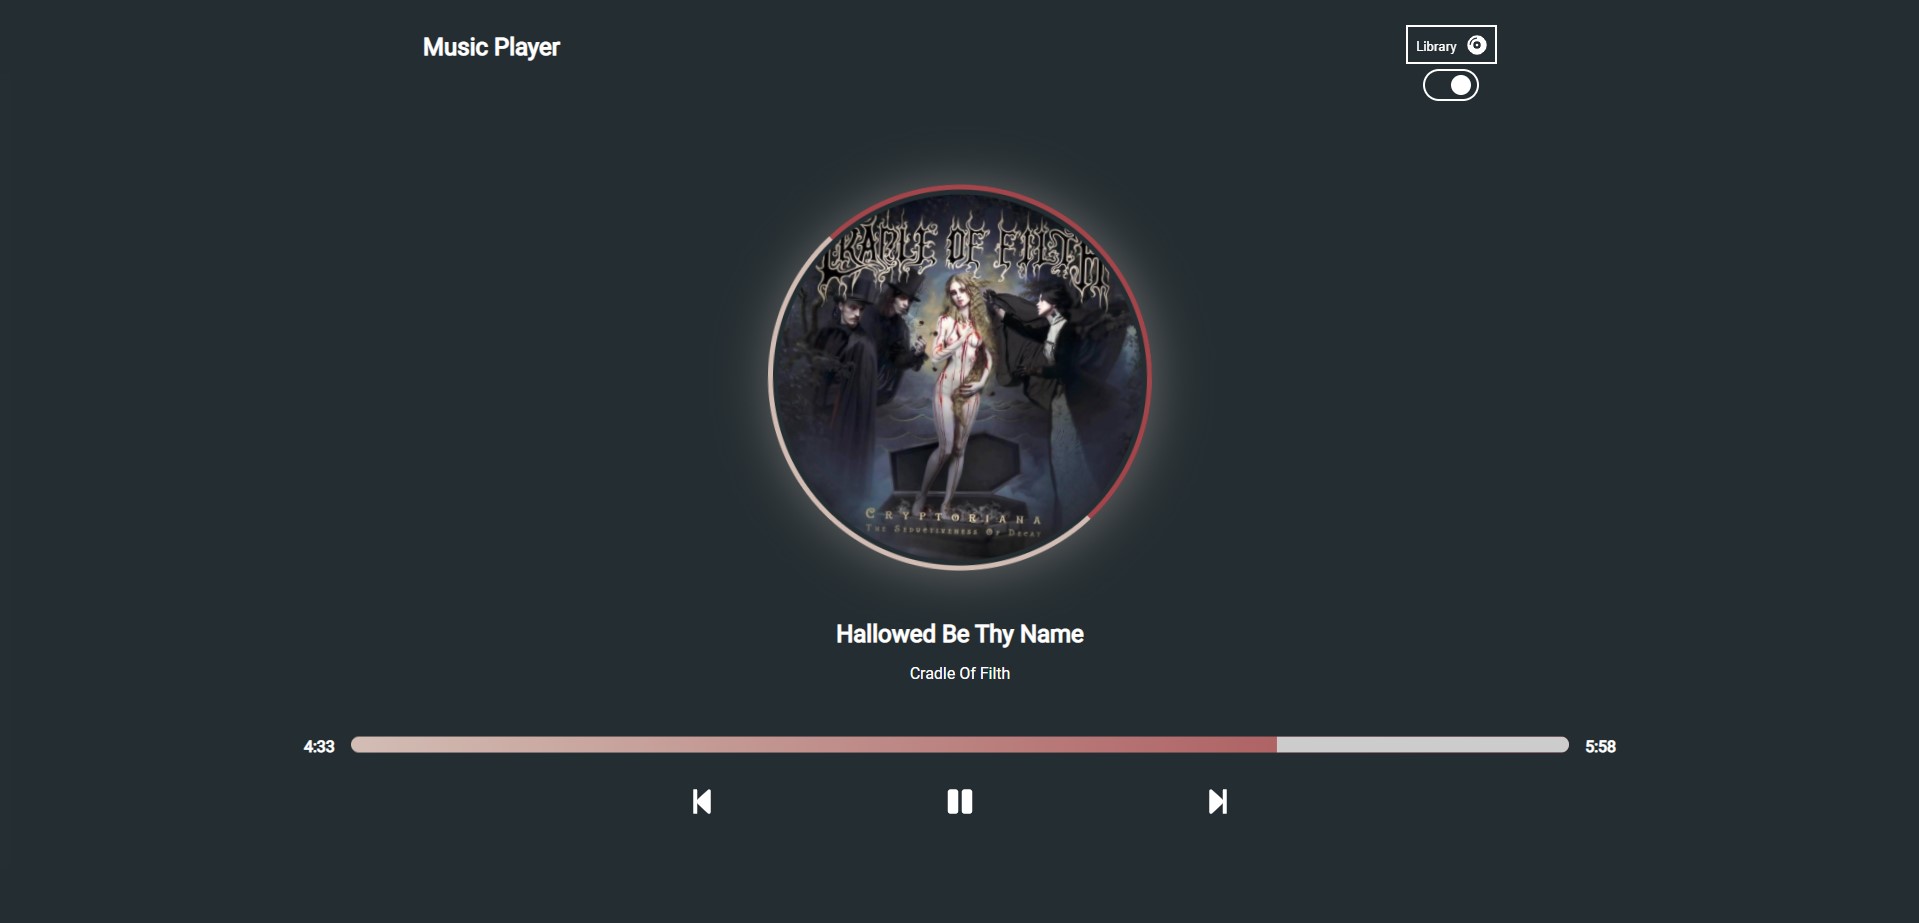 Music Player
Library
CRADLE OF FILTH
CRYPTORIANA
THE SEDUCTIVENESS OF DECAY
Hallowed Be Thy Name
Cradle Of Filth
4:33
5:58